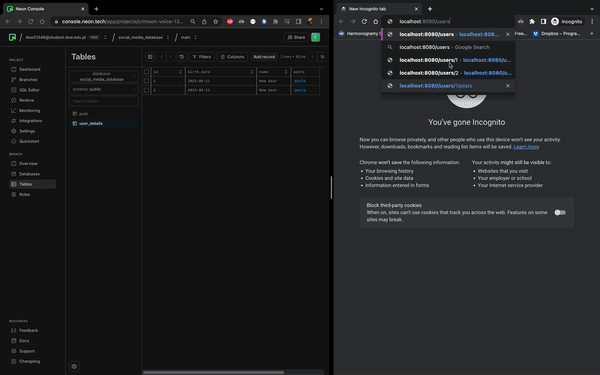 Neon Console
console.neon.tech/app/projects/crimson-voice-13...
social_media_database
main
Share
PROJECT
Dashboard
Branches
SQL Editor
Restore
Monitoring
Integrations
Settings
Quickstart
BRANCH
Overview
Databases
Tables
Roles
RESOURCES
Feedback
Docs
Support
Changelog
Tables
database
social_media_database
schema: public
Search tables
post
user_details
Filters
Columns
Add record
id
birth_date
name
posts
1
2023-05-21
New User
posts
2
2023-05-21
New User
posts
New Incognito tab
localhost:8080/users
Incognito
localhost:8080/users - localhost:808...
localhost:8080/users - Google Search
localhost:8080/users/1 - localhost:8080/u...
localhost:8080/users/2 - localhost:8080/u...
localhost:8080/users/1/posts
Free...
Dropbox - Progra...
You've gone Incognito
Now you can browse privately, and other people who use this device won't see your activity.
However, downloads, bookmarks and reading list items will be saved. Learn more
Chrome won't save the following information:
• Your browsing history
• Cookies and site data
• Information entered in forms
Your activity might still be visible to:
• Websites that you visit
• Your employer or school
• Your Internet service provider
Block third-party cookies
When on, sites can't use cookies that track you across the web. Features on some
sites may break.